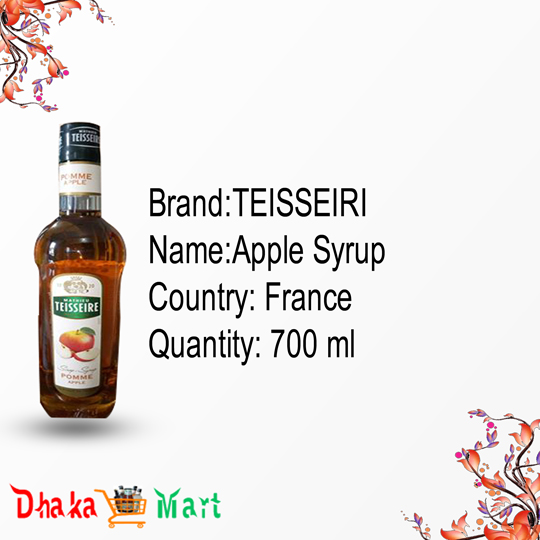 MATHIEU
TEISSEIRE
POMME
APPLE
MATHIEU
TEISSEIRE
POMME
APPLE
Brand:TEISSEIRI
Name:Apple Syrup
Country: France
Quantity: 700 ml
Dhaka Mart